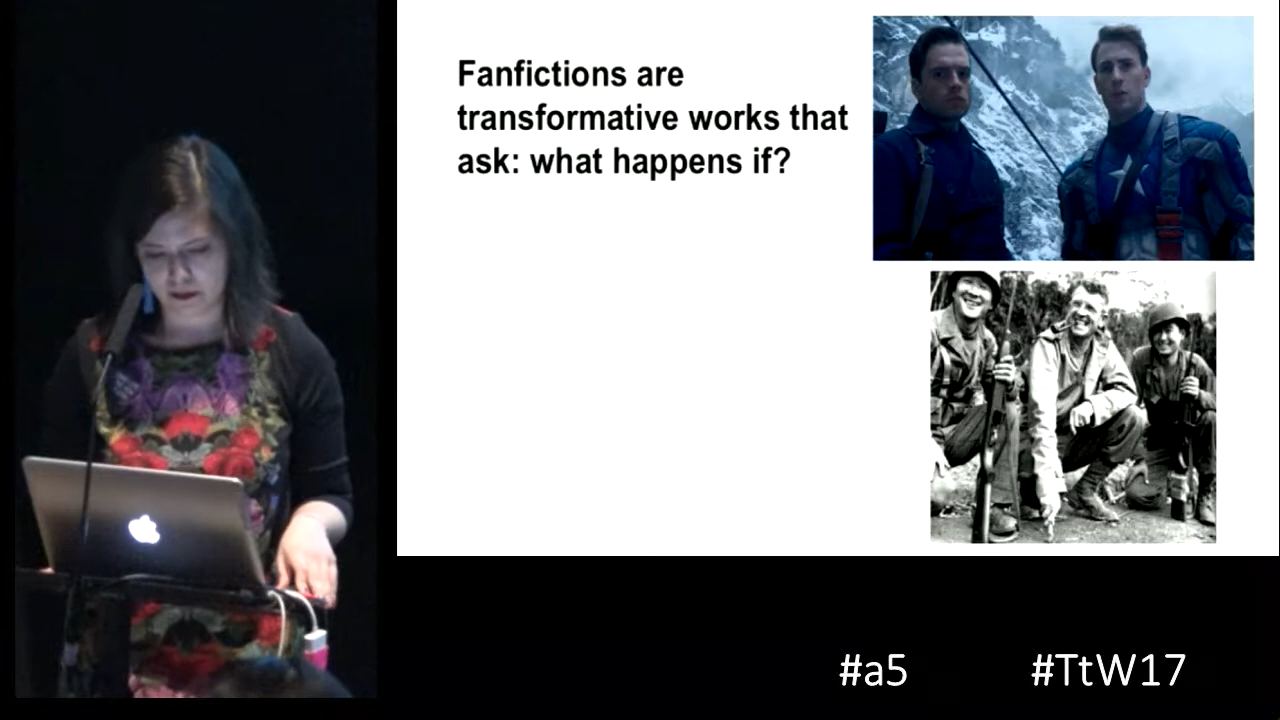 Fanfictions are
transformative works that
ask: what happens if?
#a5
#TtW17